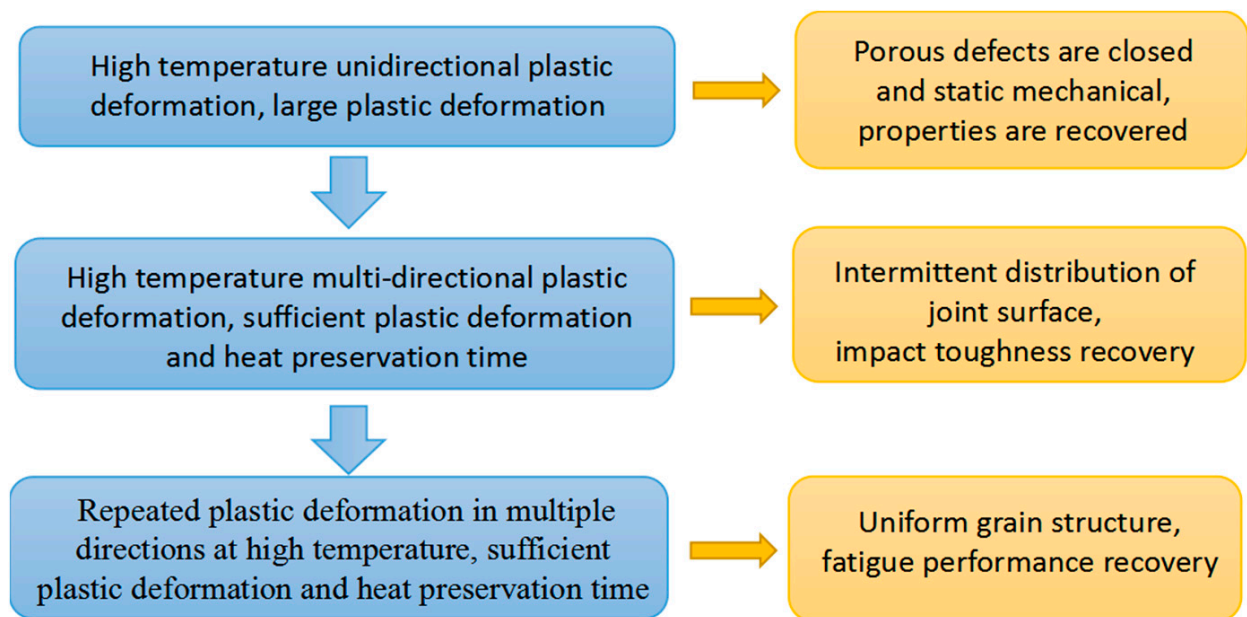 High temperature unidirectional plastic
deformation, large plastic deformation
Porous defects are closed
and static mechanical,
properties are recovered
High temperature multi-directional plastic
deformation, sufficient plastic deformation
and heat preservation time
Intermittent distribution of
joint surface,
impact toughness recovery
Repeated plastic deformation in multiple
directions at high temperature, sufficient
plastic deformation and heat preservation time
Uniform grain structure,
fatigue performance recovery